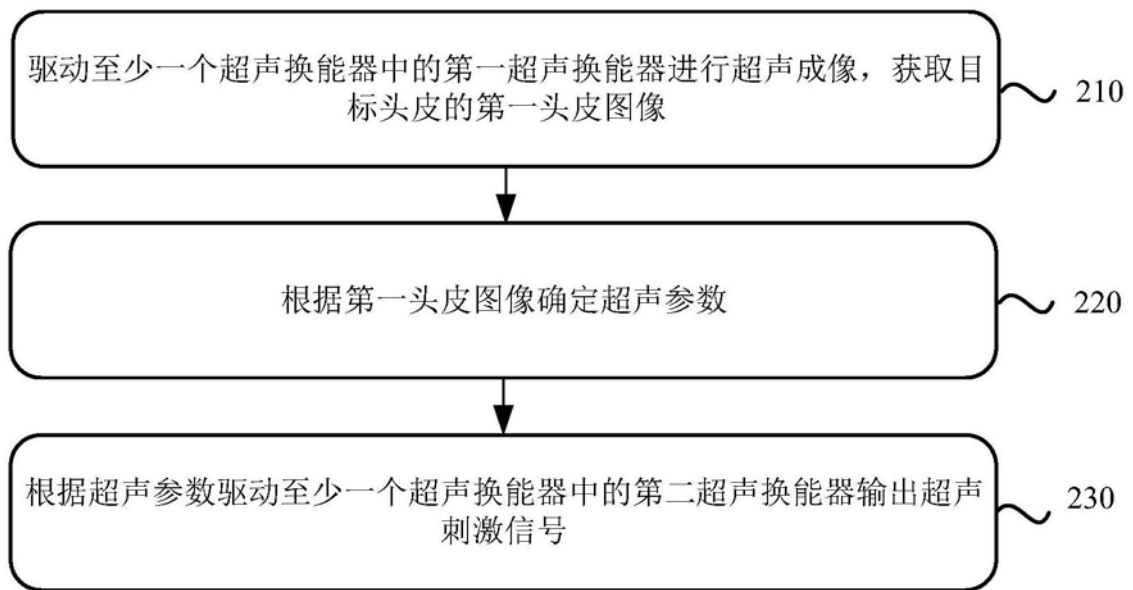 驱动至少一个超声换能器中的第一超声换能器进行超声成像，获取目
标头皮的第一头皮图像
210
根据第一头皮图像确定超声参数
220
根据超声参数驱动至少一个超声换能器中的第二超声换能器输出超声
刺激信号
230